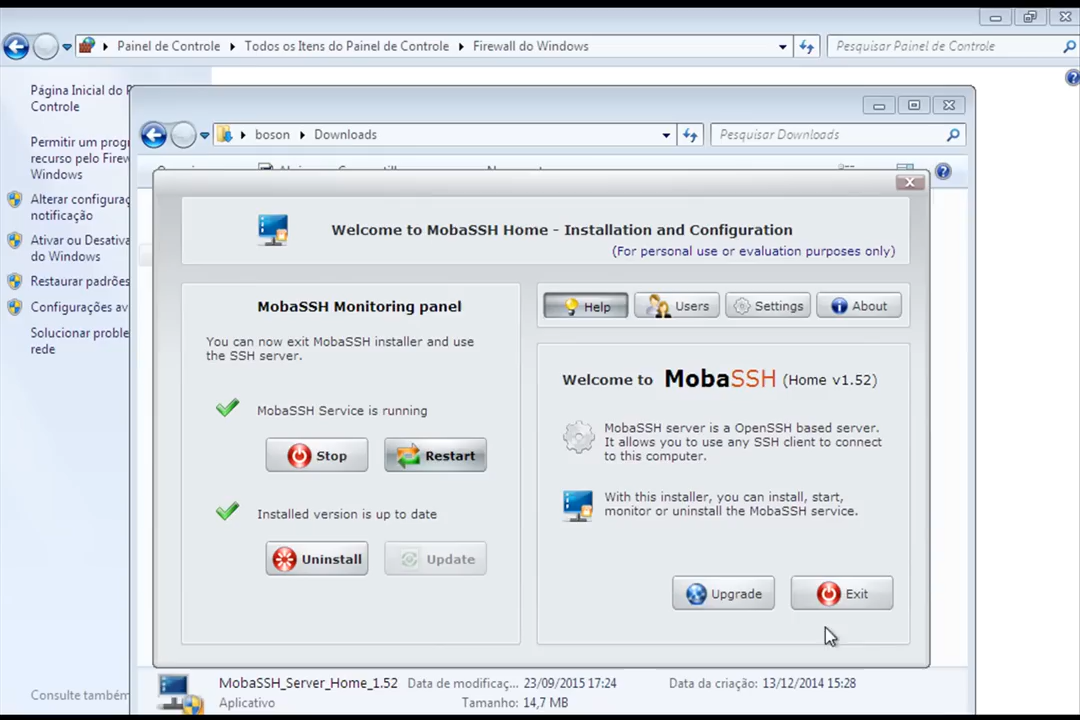 Painel de Controle Todos os Itens do Painel de Controle Firewall do Windows
Pesquisar Painel de Controle
Página Inicial do P
Controle
Permitir um prog
recurso pelo Firew
Windows
Alterar configuraç
notificação
Ativar ou Desativa
do Windows
Restaurar padrões
Configurações av
Solucionar proble
rede
Consulte também
boson Downloads
Pesquisar Downloads
Welcome to MobaSSH Home - Installation and Configuration
(For personal use or evaluation purposes only)
MobaSSH Monitoring panel
You can now exit MobaSSH installer and use
the SSH server.
MobaSSH Service is running
Stop Restart
Installed version is up to date
Uninstall Update
Help Users Settings About
Welcome to MobaSSH (Home v1.52)
MobaSSH server is a OpenSSH based server.
It allows you to use any SSH client to connect
to this computer.
With this installer, you can install, start,
monitor or uninstall the MobaSSH service.
Upgrade Exit
MobaSSH_Server_Home_1.52 Data de modificaç... 23/09/2015 17:24 Data da criação: 13/12/2014 15:28
Aplicativo Tamanho: 14,7 MB